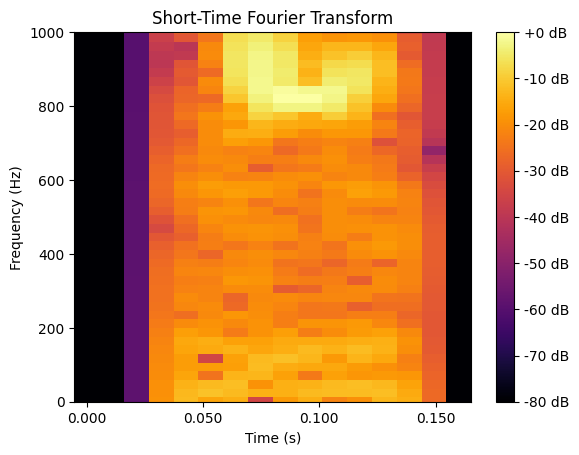 Short-Time Fourier Transform
Frequency (Hz)
1000
800
600
400
200
0
0.000
0.050
0.100
0.150
Time (s)
+0 dB
-10 dB
-20 dB
-30 dB
-40 dB
-50 dB
-60 dB
-70 dB
-80 dB